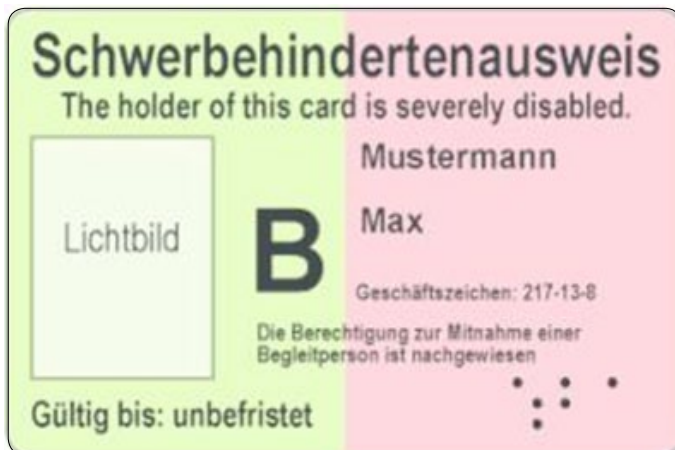 Schwerbehindertenausweis
The holder of this card is severely disabled.
Mustermann
Lichtbild
Max
B
Geschäftszeichen: 217-13-8
Die Berechtigung zur Mitnahme einer
Begleitperson ist nachgewiesen
Gültig bis: unbefristet
⠱⠃⠁